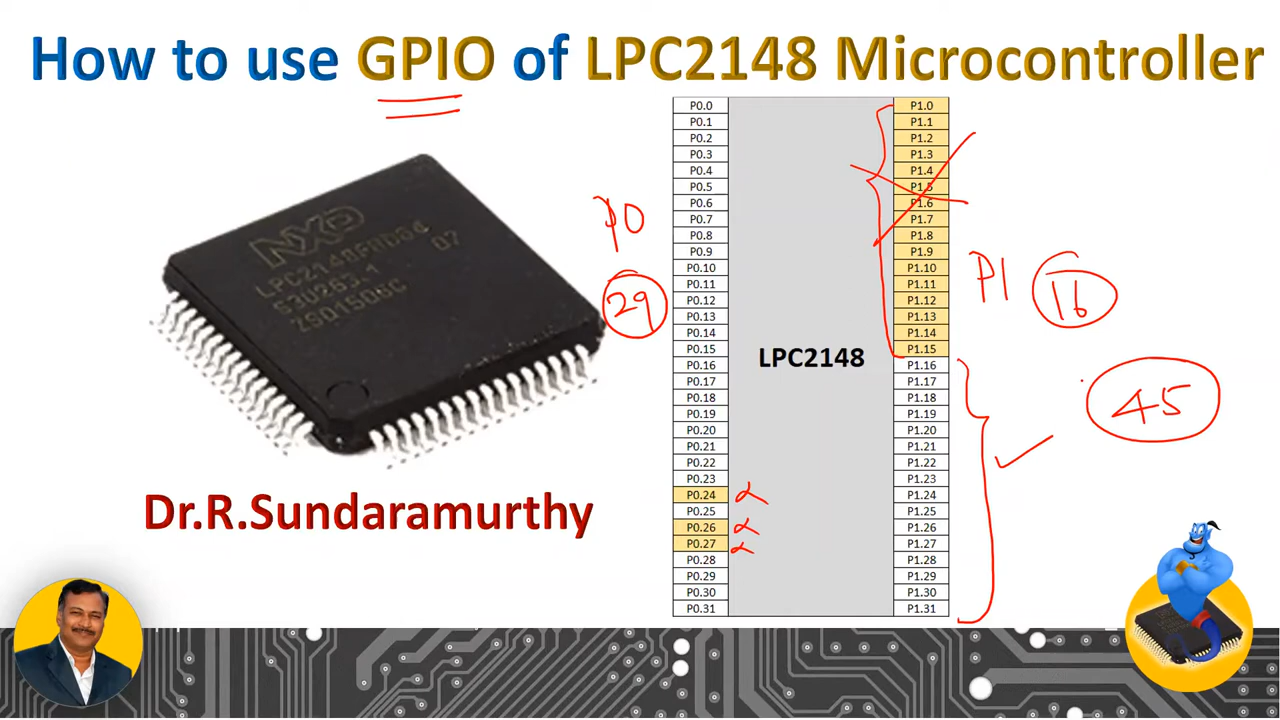 How to use GPIO of LPC2148 Microcontroller
NXP
07
P0
29
P0.0
P0.1
P0.2
P0.3
P0.4
P0.5
P0.6
P0.7
P0.8
P0.9
P0.10
P0.11
P0.12
P0.13
P0.14
P0.15
P0.16
P0.17
P0.18
P0.19
P0.20
P0.21
P0.22
P0.23
P0.24
P0.25
P0.26
P0.27
P0.28
P0.29
P0.30
P0.31
LPC2148
P1.0
P1.1
P1.2
P1.3
P1.4
P1.5
P1.6
P1.7
P1.8
P1.9
P1.10
P1.11
P1.12
P1.13
P1.14
P1.15
P1.16
P1.17
P1.18
P1.19
P1.20
P1.21
P1.22
P1.23
P1.24
P1.25
P1.26
P1.27
P1.28
P1.29
P1.30
P1.31
P1
16
45
Dr.R.Sundaramurthy